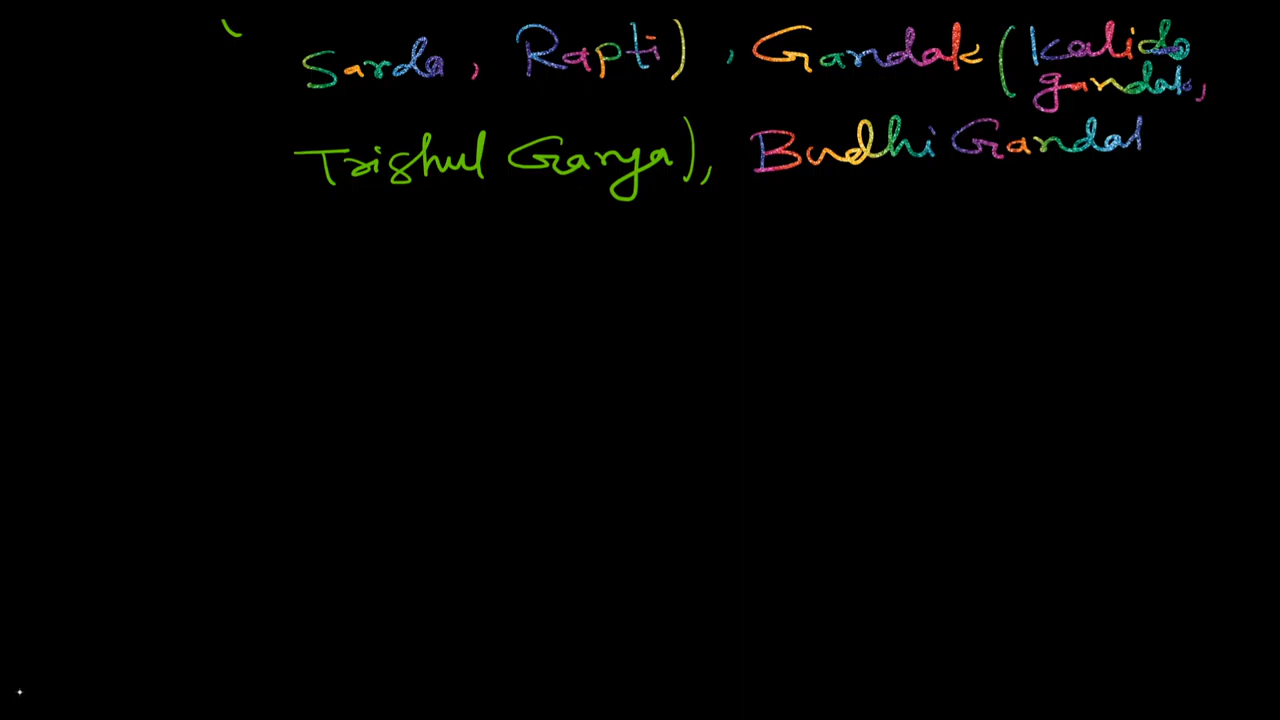 Sarda, Rapti), Gandak (Kalido
gandak,
Trishul Ganga), Budhi Gandak